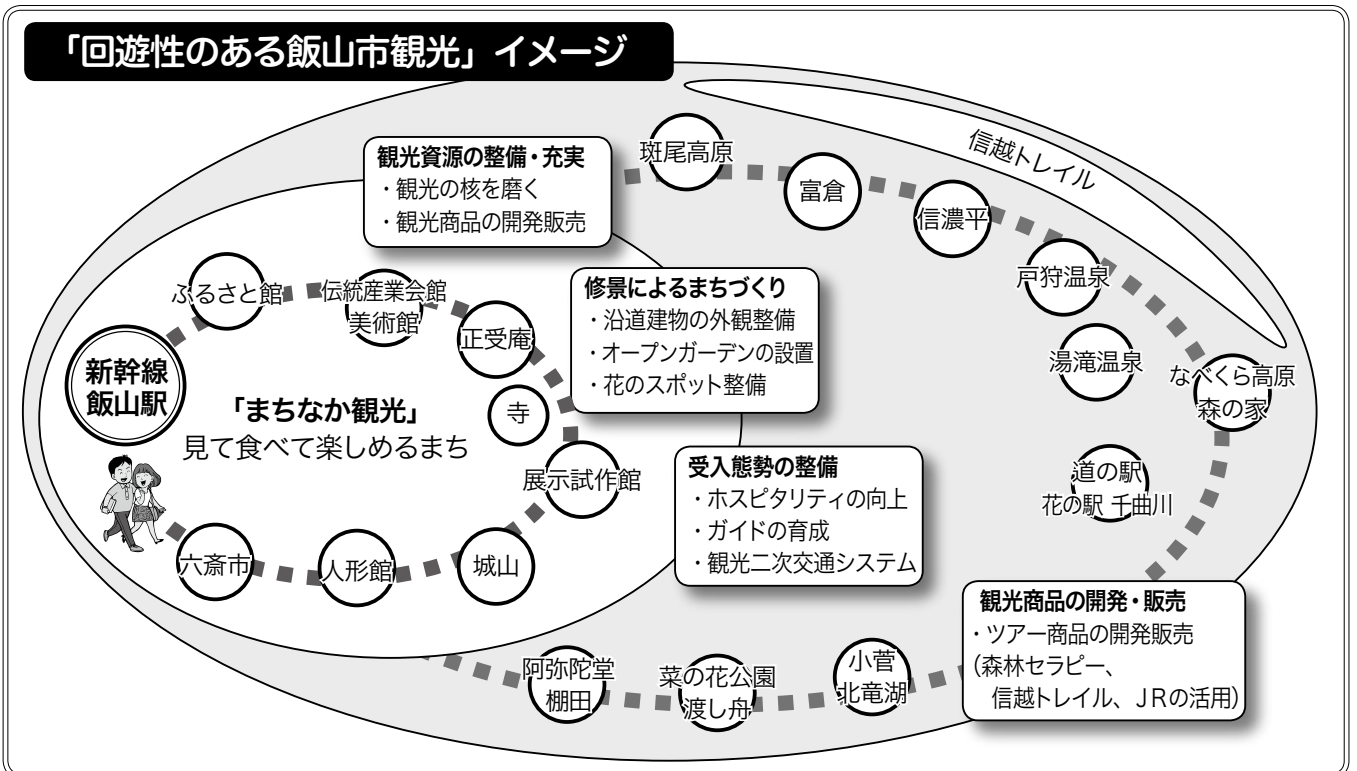 「回遊性のある飯山市観光」イメージ
観光資源の整備・充実
・観光の核を磨く
・観光商品の開発販売
斑尾高原
富倉
信濃平
信越トレイル
戸狩温泉
湯滝温泉
なべくら高原
森の家
道の駅
花の駅 千曲川
修景によるまちづくり
・沿道建物の外観整備
・オープンガーデンの設置
・花のスポット整備
ふるさと館
伝統産業会館
美術館
正受庵
寺
展示試作館
新幹線
飯山駅
「まちなか観光」
見て食べて楽しめるまち
六斎市
人形館
城山
受入態勢の整備
・ホスピタリティの向上
・ガイドの育成
・観光二次交通システム
観光商品の開発・販売
・ツアー商品の開発販売
(森林セラピー、
信越トレイル、JRの活用)
阿弥陀堂
棚田
菜の花公園
渡し舟
小菅
北竜湖